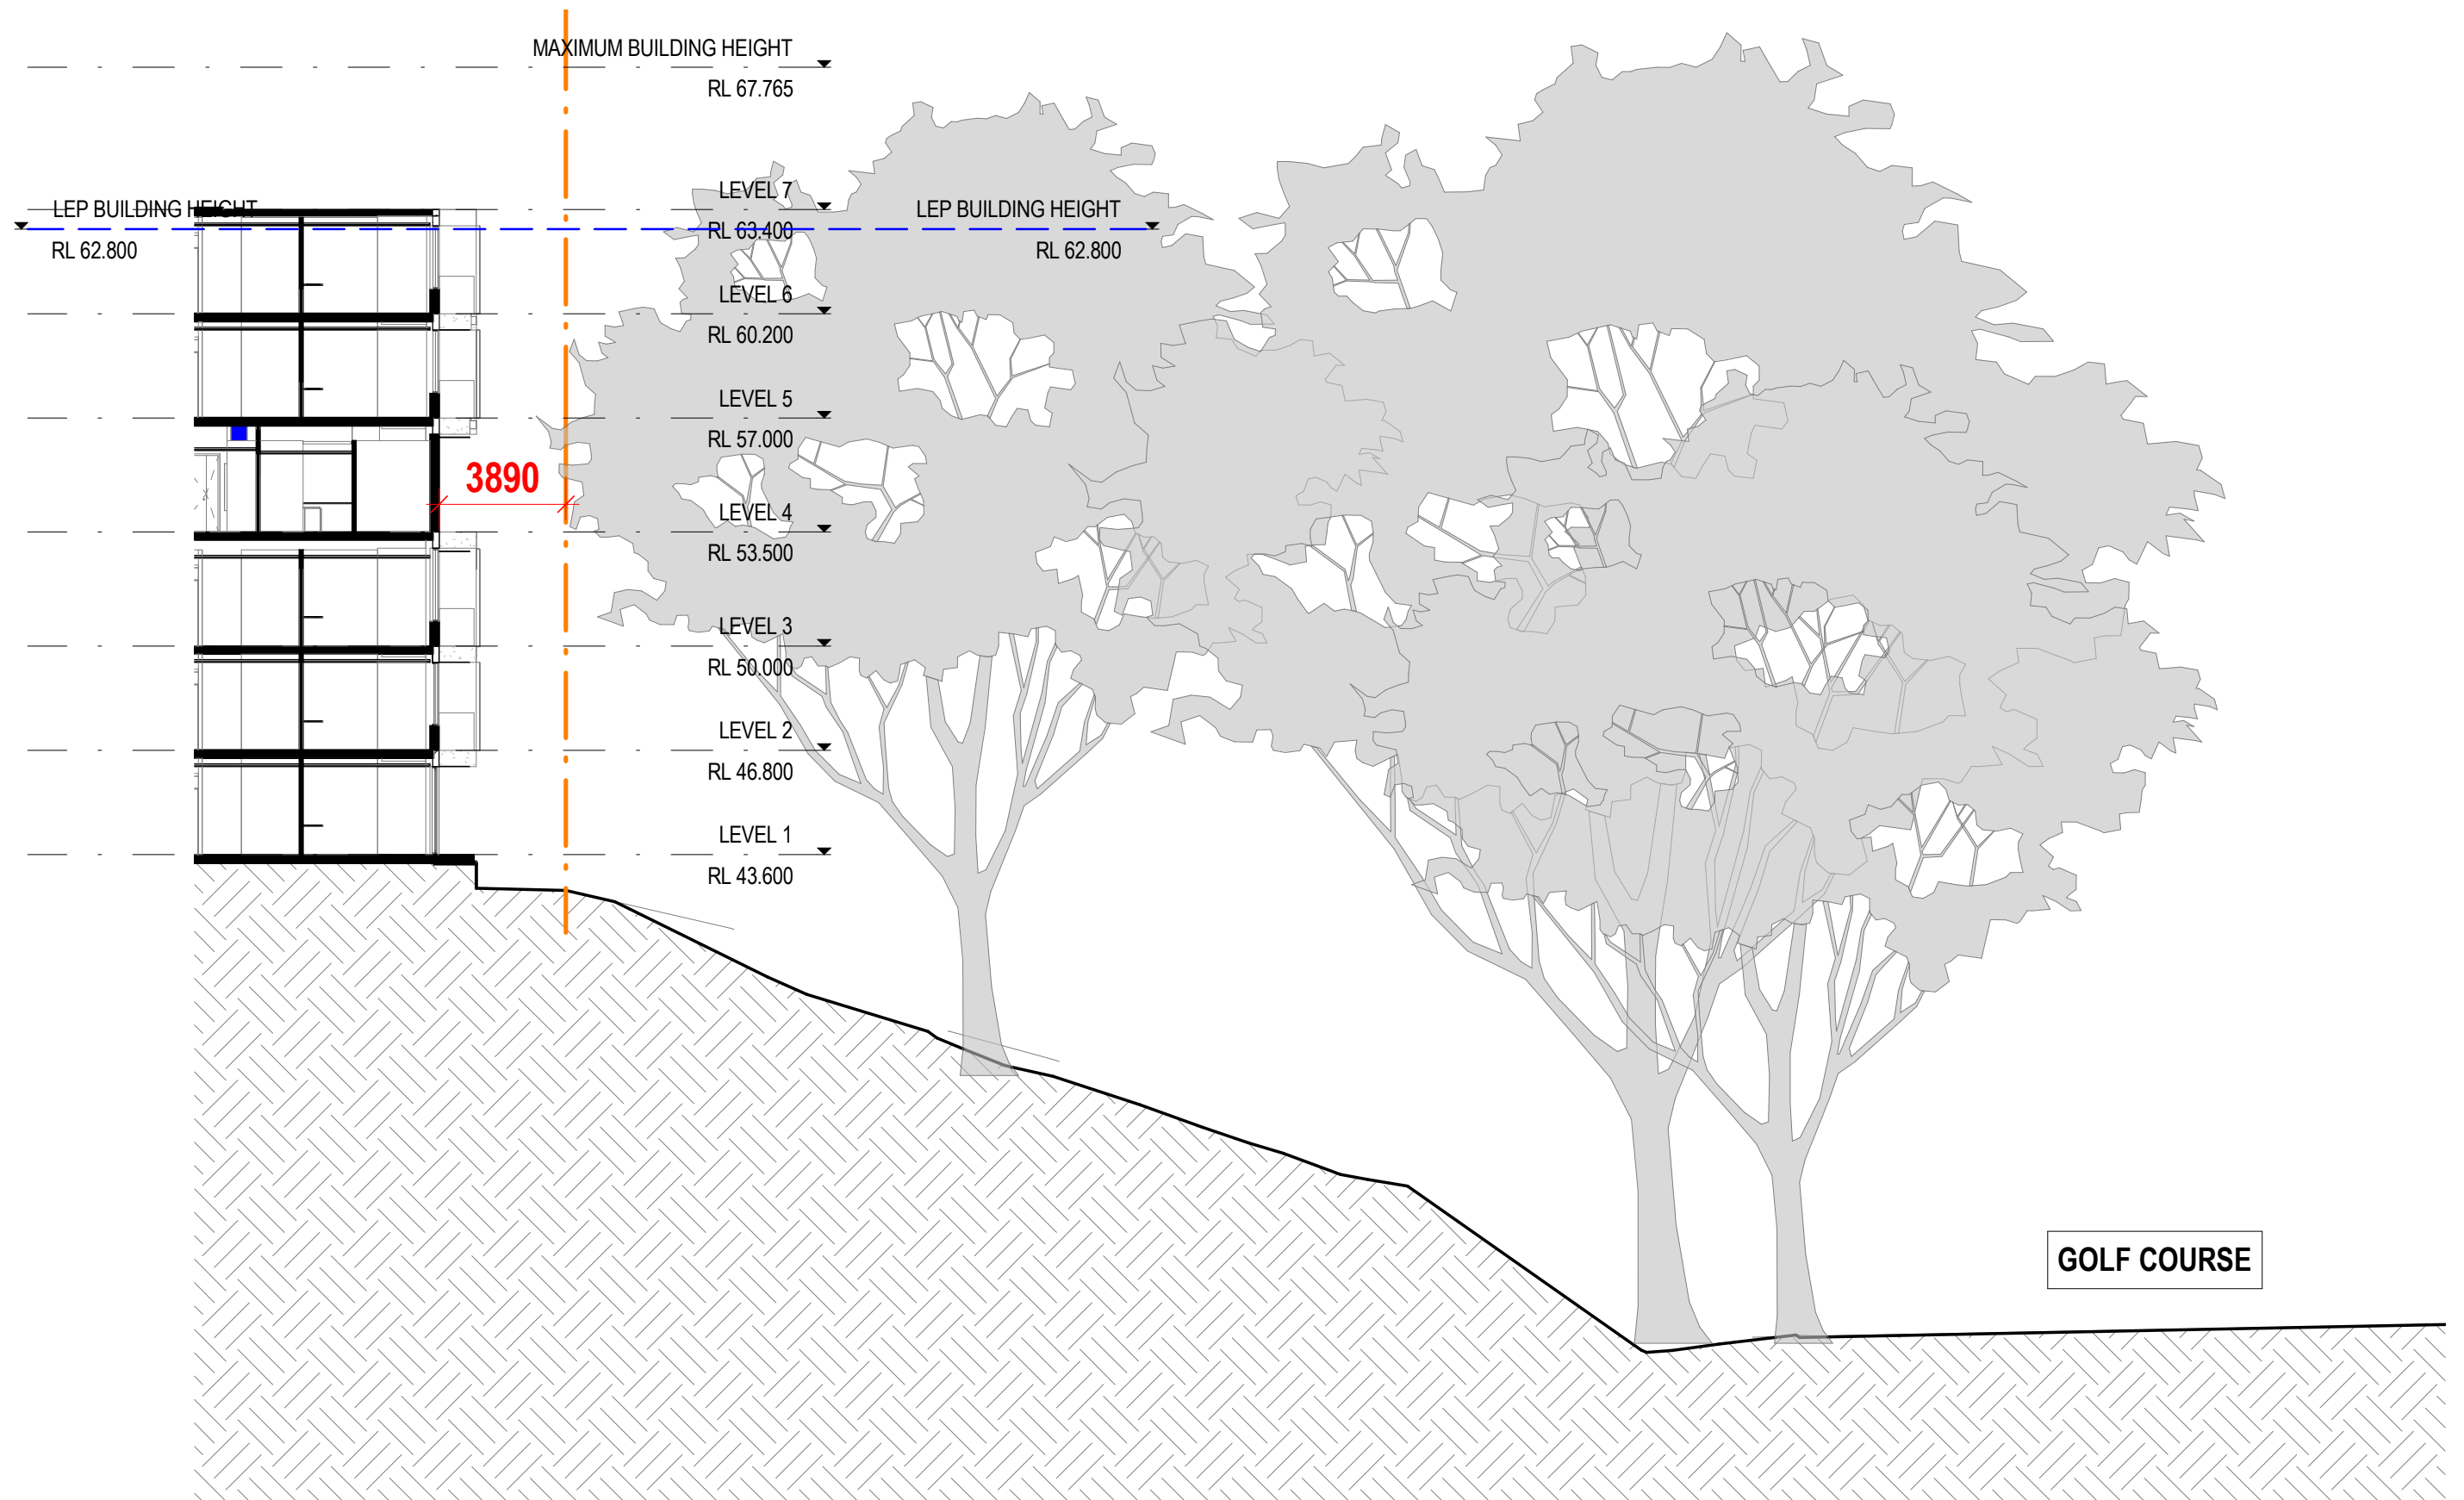 MAXIMUM BUILDING HEIGHT
RL 67.765
LEVEL 7
RL 63.400
LEP BUILDING HEIGHT
RL 62.800
LEP BUILDING HEIGHT
RL 62.800
LEVEL 6
RL 60.200
LEVEL 5
RL 57.000
3890
LEVEL 4
RL 53.500
LEVEL 3
RL 50.000
LEVEL 2
RL 46.800
LEVEL 1
RL 43.600
GOLF COURSE